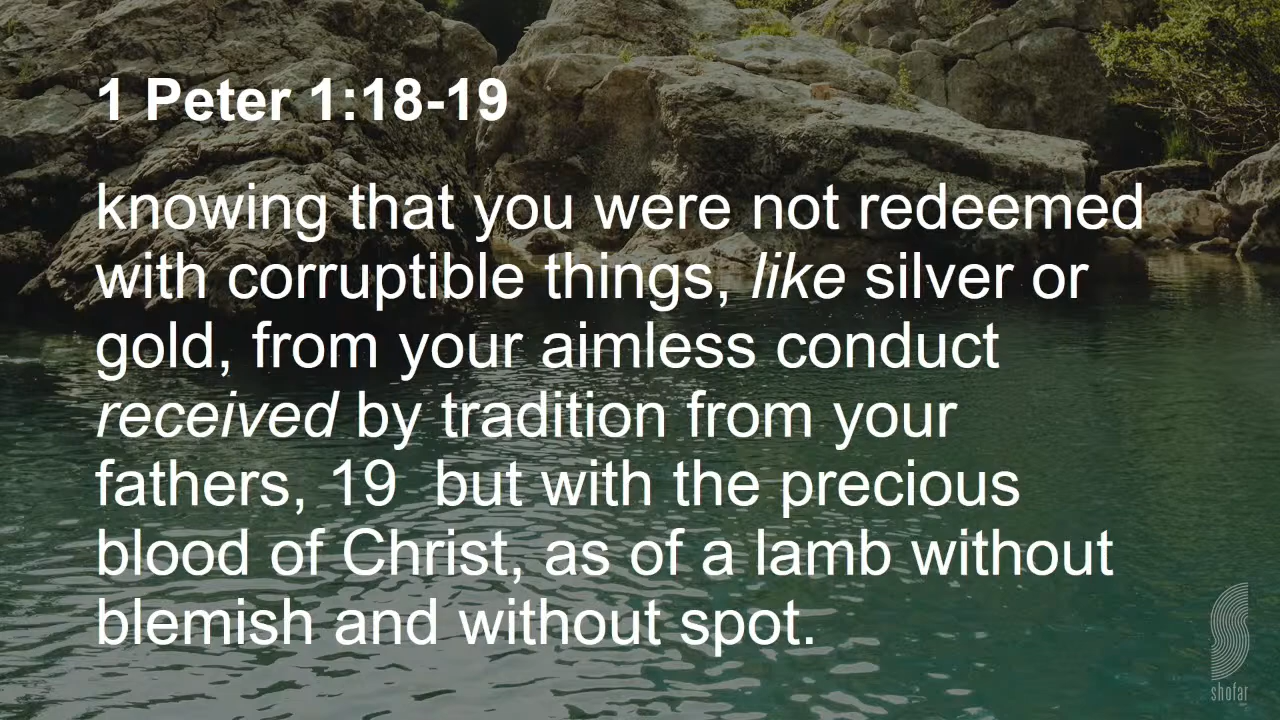 1 Peter 1:18-19
knowing that you were not redeemed
with corruptible things, like silver or
gold, from your aimless conduct
received by tradition from your
fathers, 19  but with the precious
blood of Christ, as of a lamb without
blemish and without spot.
shofar